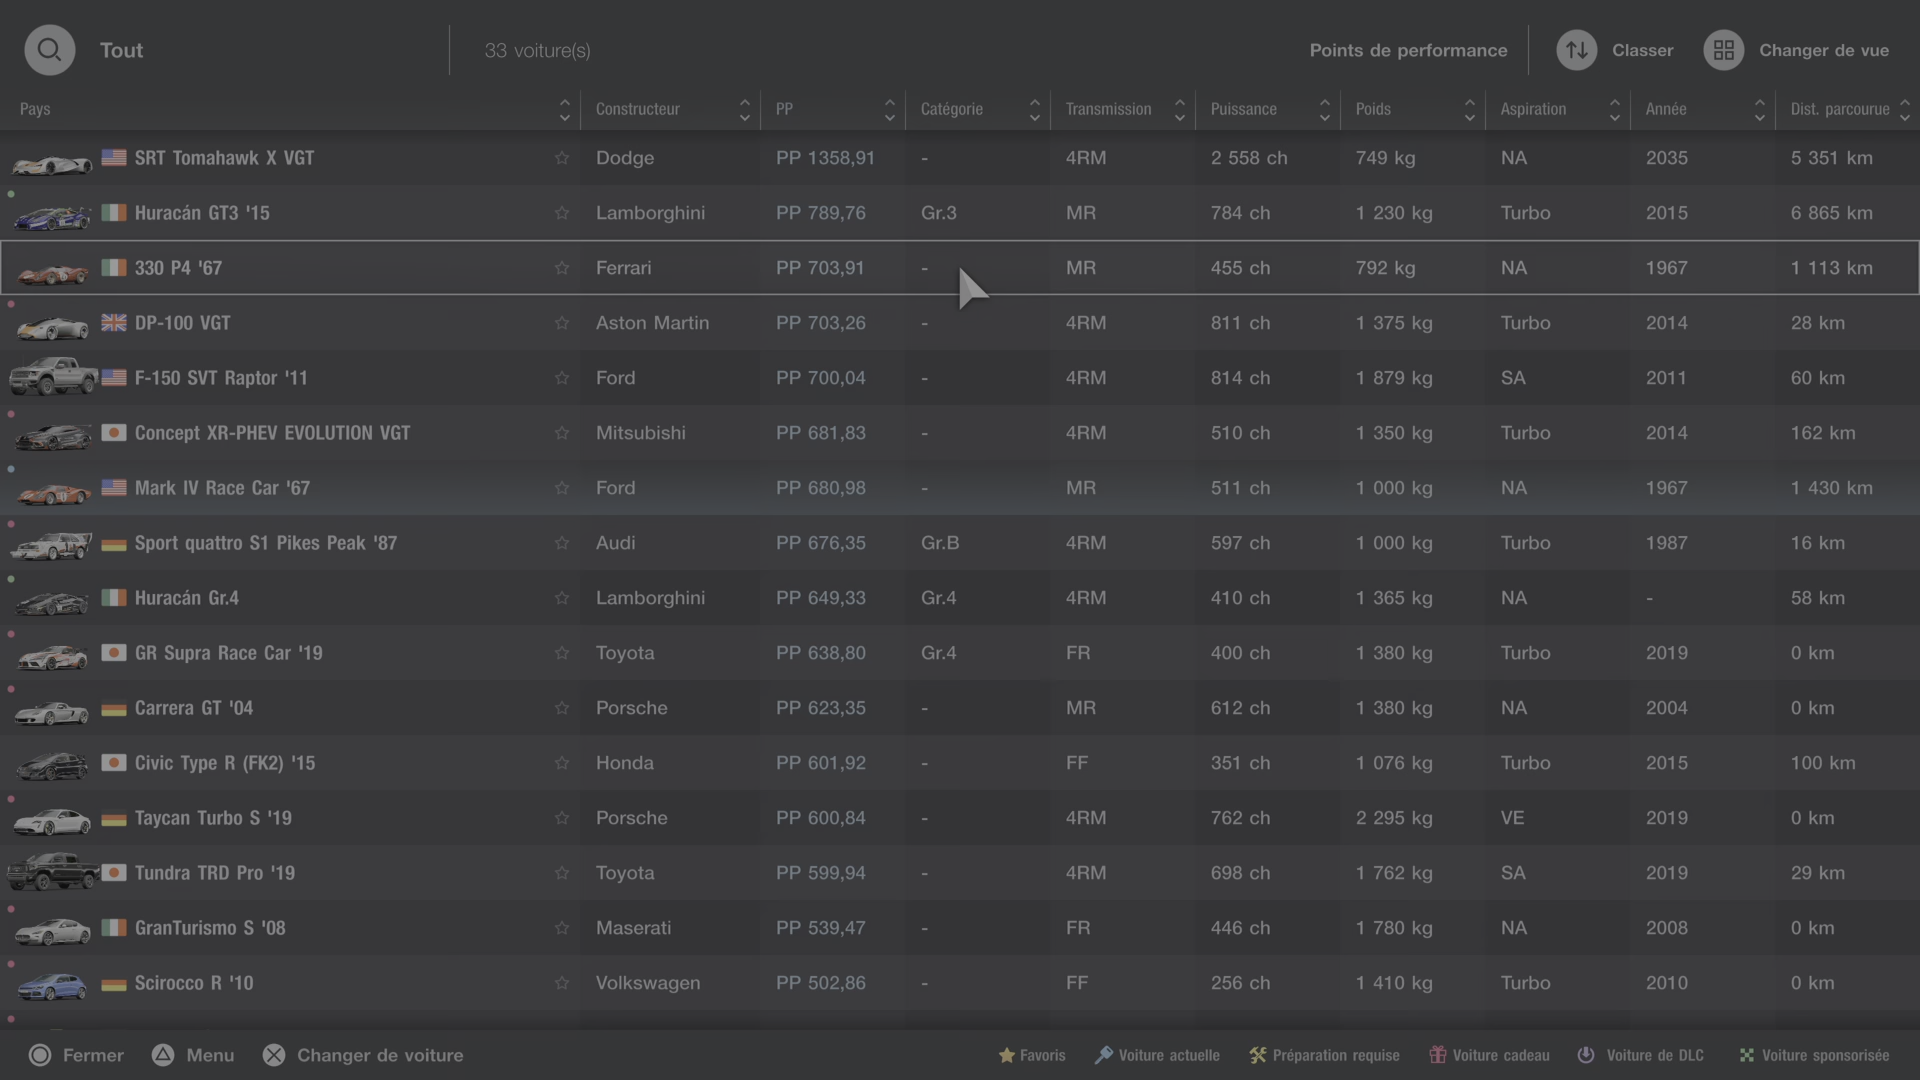 Tout
33 voiture(s)
Points de performance
Classer
Changer de vue
Pays Constructeur PP Catégorie Transmission Puissance Poids Aspiration Année Dist. parcourue
SRT Tomahawk X VGT Dodge PP 1358,91 - 4RM 2 558 ch 749 kg NA 2035 5 351 km
Huracán GT3 '15 Lamborghini PP 789,76 Gr.3 MR 784 ch 1 230 kg Turbo 2015 6 865 km
330 P4 '67 Ferrari PP 703,91 - MR 455 ch 792 kg NA 1967 1 113 km
DP-100 VGT Aston Martin PP 703,26 - 4RM 811 ch 1 375 kg Turbo 2014 28 km
F-150 SVT Raptor '11 Ford PP 700,04 - 4RM 814 ch 1 879 kg SA 2011 60 km
Concept XR-PHEV EVOLUTION VGT Mitsubishi PP 681,83 - 4RM 510 ch 1 350 kg Turbo 2014 162 km
Mark IV Race Car '67 Ford PP 680,98 - MR 511 ch 1 000 kg NA 1967 1 430 km
Sport quattro S1 Pikes Peak '87 Audi PP 676,35 Gr.B 4RM 597 ch 1 000 kg Turbo 1987 16 km
Huracán Gr.4 Lamborghini PP 649,33 Gr.4 4RM 410 ch 1 365 kg NA - 58 km
GR Supra Race Car '19 Toyota PP 638,80 Gr.4 FR 400 ch 1 380 kg Turbo 2019 0 km
Carrera GT '04 Porsche PP 623,35 - MR 612 ch 1 380 kg NA 2004 0 km
Civic Type R (FK2) '15 Honda PP 601,92 - FF 351 ch 1 076 kg Turbo 2015 100 km
Taycan Turbo S '19 Porsche PP 600,84 - 4RM 762 ch 2 295 kg VE 2019 0 km
Tundra TRD Pro '19 Toyota PP 599,94 - 4RM 698 ch 1 762 kg SA 2019 29 km
GranTurismo S '08 Maserati PP 539,47 - FR 446 ch 1 780 kg NA 2008 0 km
Scirocco R '10 Volkswagen PP 502,86 - FF 256 ch 1 410 kg Turbo 2010 0 km
Fermer Menu Changer de voiture Favoris Voiture actuelle Préparation requise Voiture cadeau Voiture de DLC Voiture sponsorisée